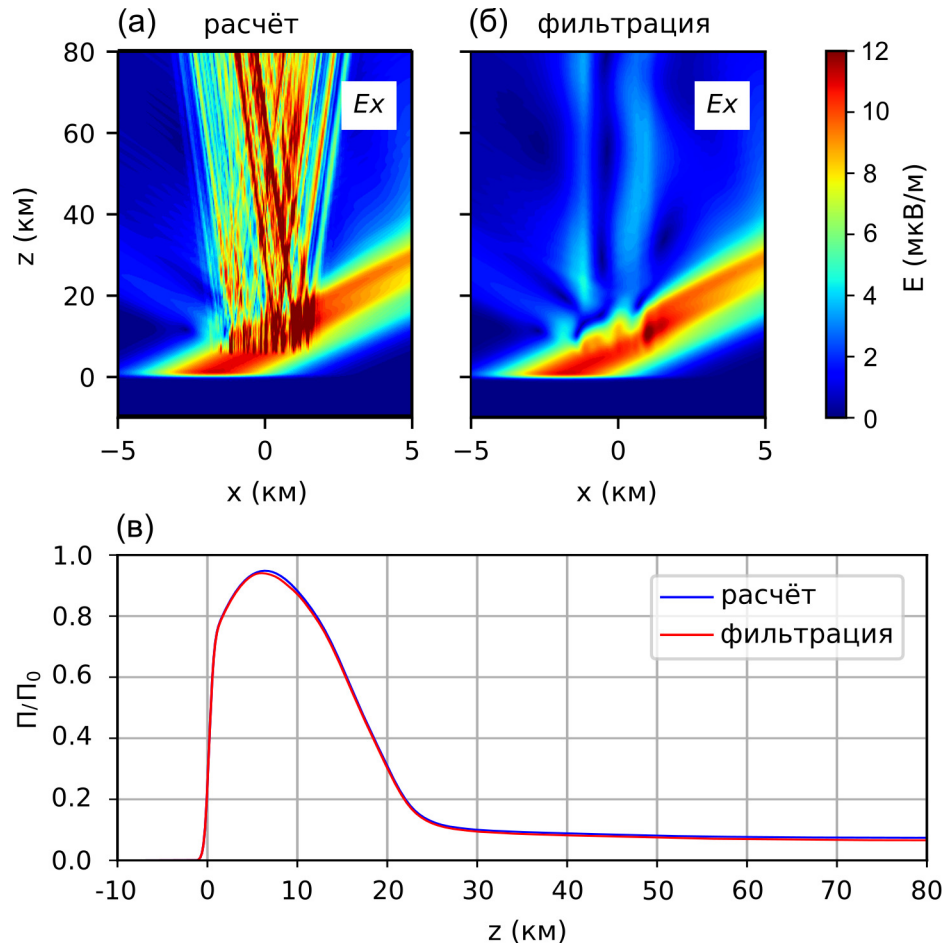 (а) расчёт
(б) фильтрация
80
60
40
20
0
z (км)
Ex
−5 0 5
x (км)
Ex
−5 0 5
x (км)
12
10
8
6
4
2
0
E (мкВ/м)
(в)
1.0
0.8
0.6
0.4
0.2
0.0
П/П0
расчёт
фильтрация
-10 0 10 20 30 40 50 60 70 80
z (км)